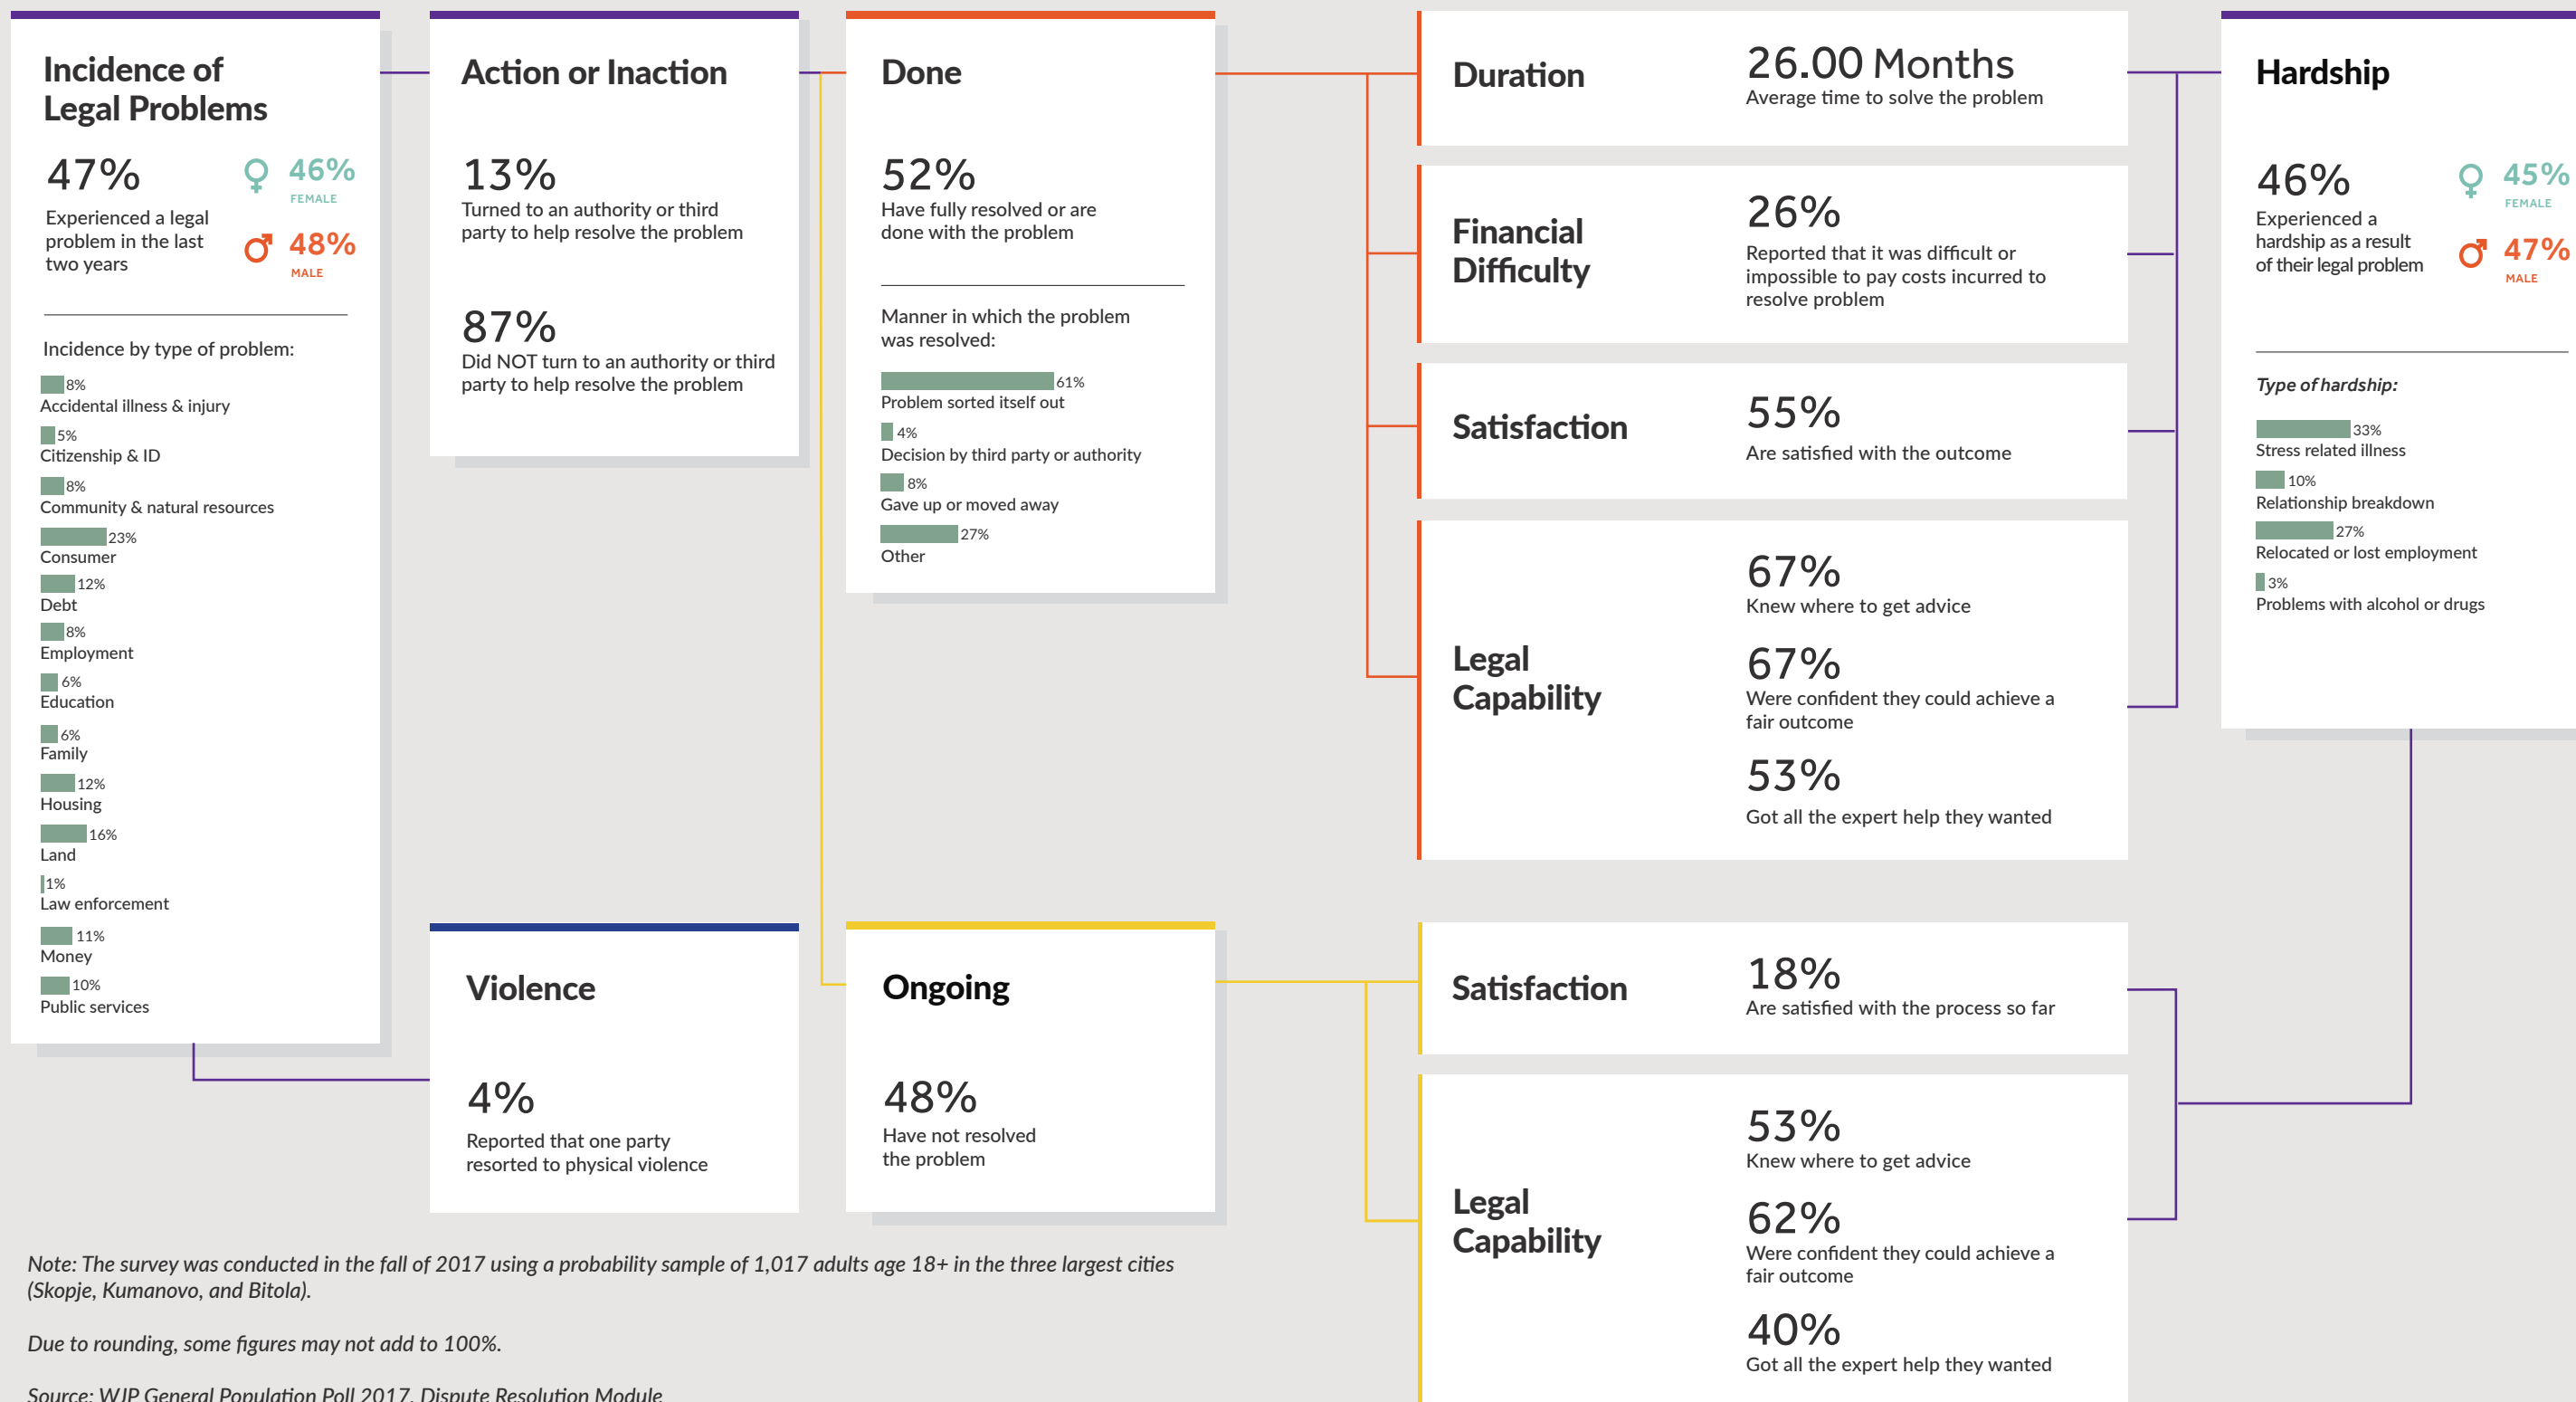 Incidence of
Legal Problems
47%
Experienced a legal
problem in the last
two years
46%
FEMALE
48%
MALE
Incidence by type of problem:
8%
Accidental illness & injury
5%
Citizenship & ID
8%
Community & natural resources
23%
Consumer
12%
Debt
8%
Employment
6%
Education
6%
Family
12%
Housing
16%
Land
1%
Law enforcement
11%
Money
10%
Public services
Action or Inaction
13%
Turned to an authority or third
party to help resolve the problem
87%
Did NOT turn to an authority or third
party to help resolve the problem
Violence
4%
Reported that one party
resorted to physical violence
Done
52%
Have fully resolved or are
done with the problem
Manner in which the problem
was resolved:
61%
Problem sorted itself out
4%
Decision by third party or authority
8%
Gave up or moved away
27%
Other
Ongoing
48%
Have not resolved
the problem
Duration
26.00 Months
Average time to solve the problem
Financial
Difficulty
26%
Reported that it was difficult or
impossible to pay costs incurred to
resolve problem
Satisfaction
55%
Are satisfied with the outcome
Legal
Capability
67%
Knew where to get advice
67%
Were confident they could achieve a
fair outcome
53%
Got all the expert help they wanted
Satisfaction
18%
Are satisfied with the process so far
Legal
Capability
53%
Knew where to get advice
62%
Were confident they could achieve a
fair outcome
40%
Got all the expert help they wanted
Hardship
46%
Experienced a
hardship as a result
of their legal problem
45%
FEMALE
47%
MALE
Type of hardship:
33%
Stress related illness
10%
Relationship breakdown
27%
Relocated or lost employment
3%
Problems with alcohol or drugs
Note: The survey was conducted in the fall of 2017 using a probability sample of 1,017 adults age 18+ in the three largest cities
(Skopje, Kumanovo, and Bitola).
Due to rounding, some figures may not add to 100%.
Source: WJP General Population Poll 2017, Dispute Resolution Module